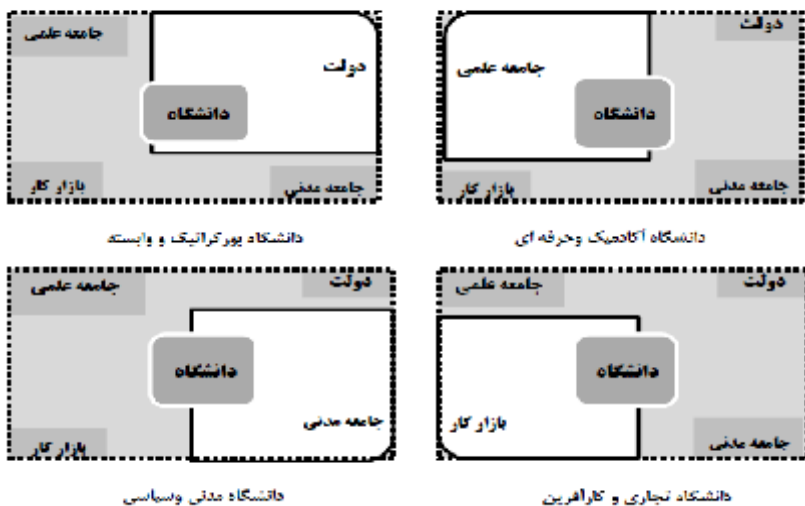 دولت
جامعه علمی
دانشگاه
جامعه مدنی
بازار کار
دانشگاه آکادمیک وحرفه ای
جامعه علمی
دولت
دانشگاه
جامعه مدنی
بازار کار
دانشگاه بورکراتیک و وابسته
دولت
جامعه علمی
دانشگاه
بازار کار
جامعه مدنی
دانشگاه تجاری و کارآفرین
دولت
جامعه علمی
دانشگاه
جامعه مدنی
بازار کار
دانشگاه مدنی وسیاسی